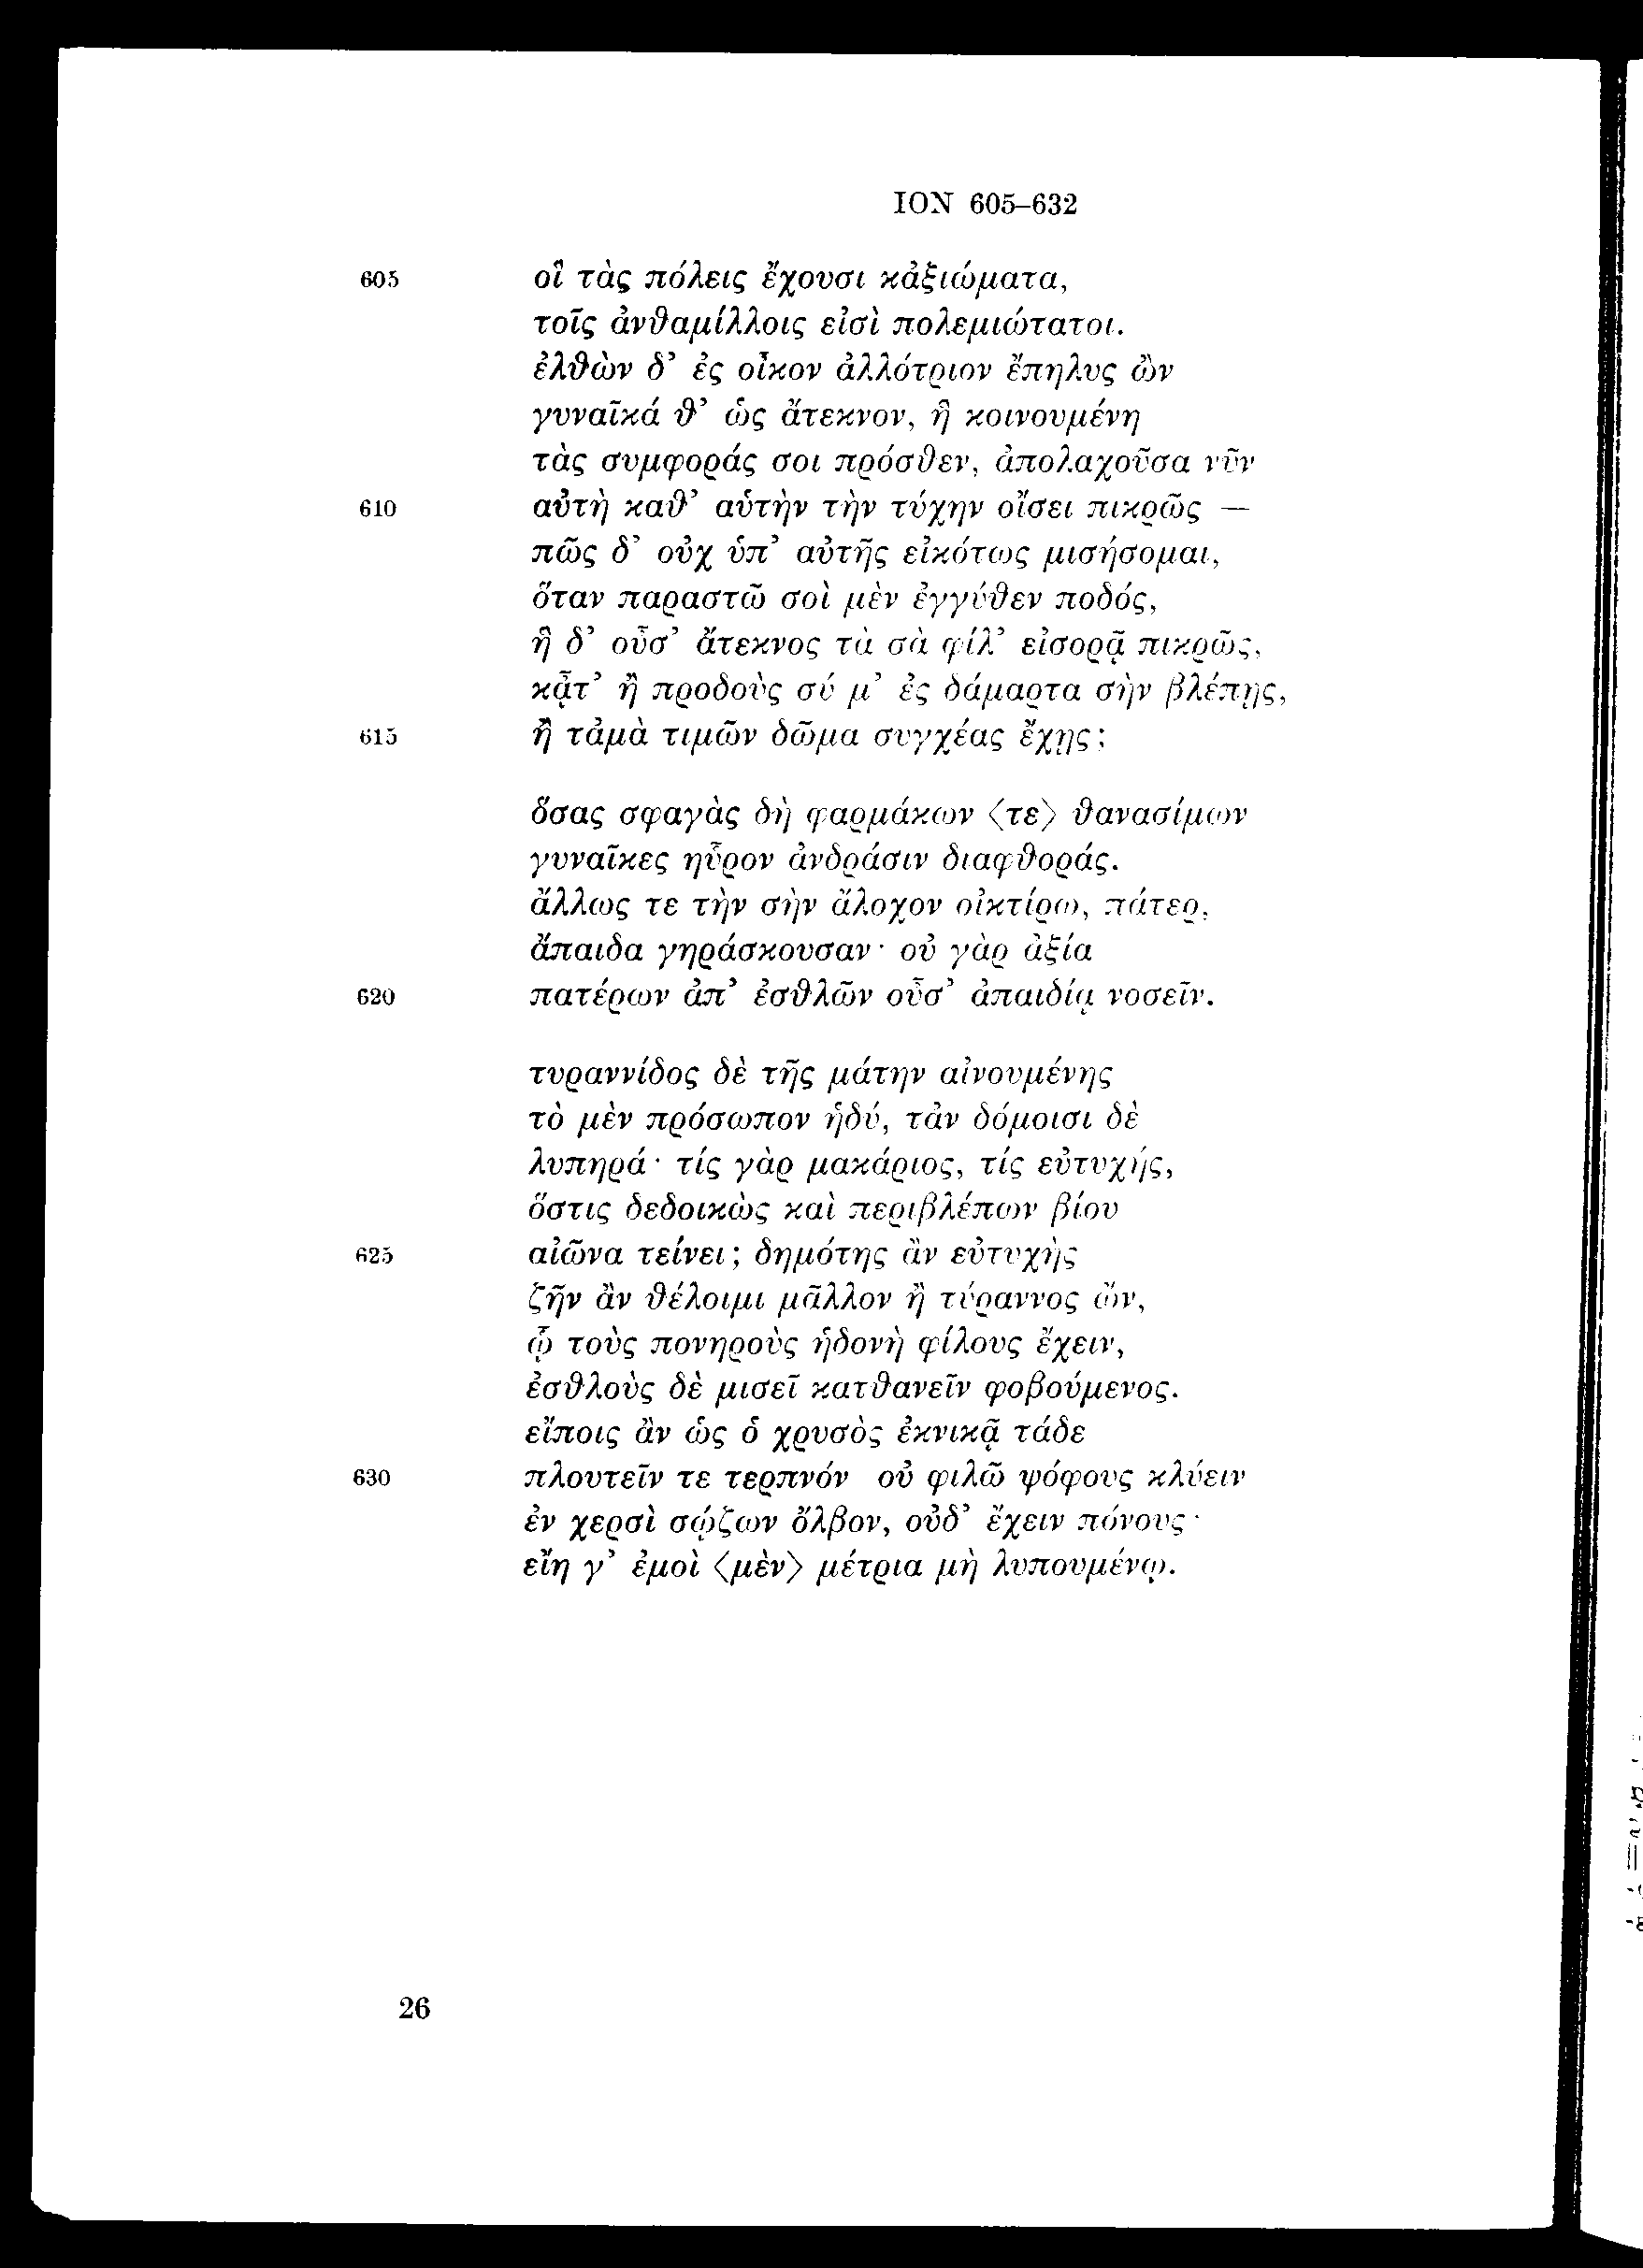 ION 605–632
605 οἳ τὰς πόλεις ἔχουσι κἀξιώματα,
τοῖς ἀνθαμίλλοις εἰσὶ πολεμιώτατοι.
ἐλθὼν δ’ ἐς οἶκον ἀλλότριον ἔπηλυς ὢν
γυναῖκά θ’ ὡς ἄτεκνον, ἣ κοινουμένη
τὰς συμφοράς σοι πρόσθεν, ἀπολαχοῦσα νῦν
610 αὐτὴ καθ’ αὑτὴν τὴν τύχην οἴσει πικρῶς —
πῶς δ’ οὐχ ὑπ’ αὐτῆς εἰκότως μισήσομαι,
ὅταν παραστῶ σοὶ μὲν ἐγγύθεν ποδός,
ἣ δ’ οὖσ’ ἄτεκνος τὰ σὰ φίλ’ εἰσορᾷ πικρῶς,
κᾆτ’ ἢ προδοὺς σύ μ’ ἐς δάμαρτα σὴν βλέπῃς,
615 ἢ τἀμὰ τιμῶν δῶμα συγχέας ἔχῃς;
ὅσας σφαγὰς δὴ φαρμάκων ⟨τε⟩ θανασίμων
γυναῖκες ηὗρον ἀνδράσιν διαφθοράς.
ἄλλως τε τὴν σὴν ἄλοχον οἰκτίρω, πάτερ,
ἄπαιδα γηράσκουσαν· οὐ γὰρ ἀξία
620 πατέρων ἀπ’ ἐσθλῶν οὖσ’ ἀπαιδίᾳ νοσεῖν.
τυραννίδος δὲ τῆς μάτην αἰνουμένης
τὸ μὲν πρόσωπον ἡδύ, τἀν δόμοισι δὲ
λυπηρά· τίς γὰρ μακάριος, τίς εὐτυχής,
ὅστις δεδοικὼς καὶ περιβλέπων βίου
625 αἰῶνα τείνει; δημότης ἂν εὐτυχὴς
ζῆν ἂν θέλοιμι μᾶλλον ἢ τύραννος ὤν,
ᾧ τοὺς πονηροὺς ἡδονὴ φίλους ἔχειν,
ἐσθλοὺς δὲ μισεῖ κατθανεῖν φοβούμενος.
εἴποις ἂν ὡς ὁ χρυσὸς ἐκνικᾷ τάδε
630 πλουτεῖν τε τερπνόν οὐ φιλῶ ψόφους κλύειν
ἐν χερσὶ σῴζων ὄλβον, οὐδ’ ἔχειν πόνους·
εἴη γ’ ἐμοὶ ⟨μὲν⟩ μέτρια μὴ λυπουμένῳ.
26